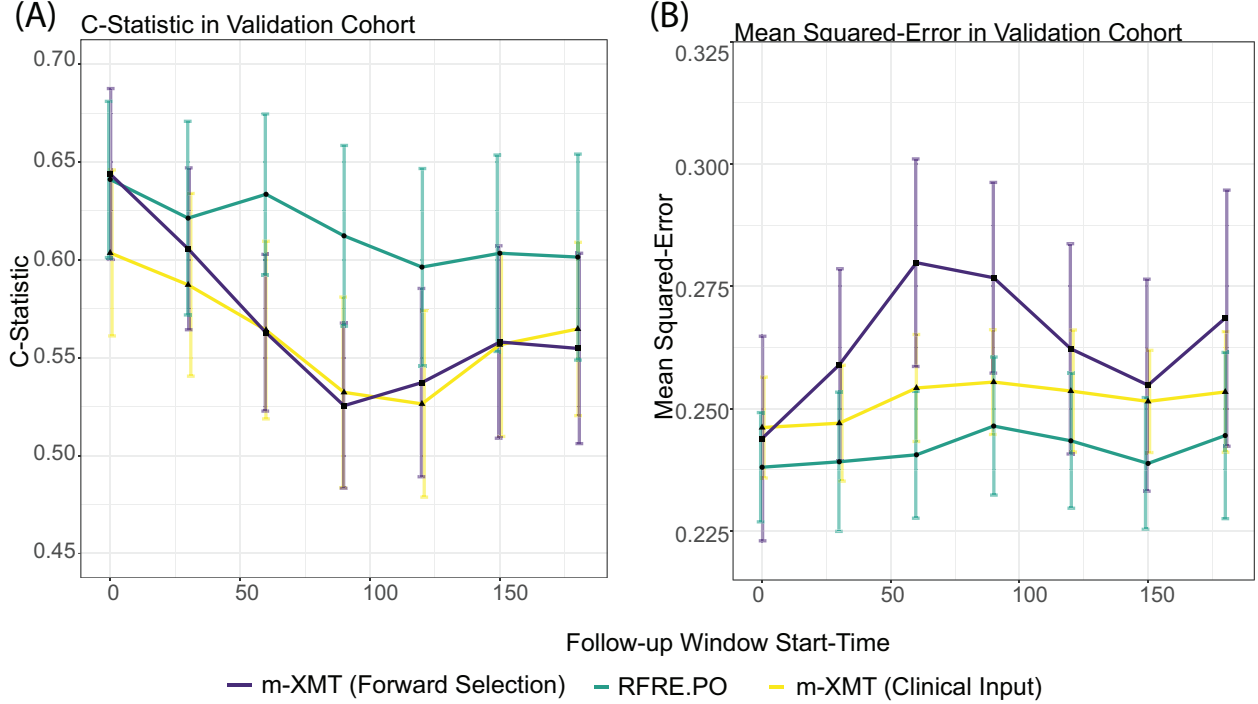 (A)
C-Statistic in Validation Cohort
C-Statistic
0.70
0.65
0.60
0.55
0.50
0.45
0 50 100 150
(B)
Mean Squared-Error in Validation Cohort
Mean Squared-Error
0.325
0.300
0.275
0.250
0.225
0 50 100 150
Follow-up Window Start-Time
m-XMT (Forward Selection) RFRE.PO m-XMT (Clinical Input)